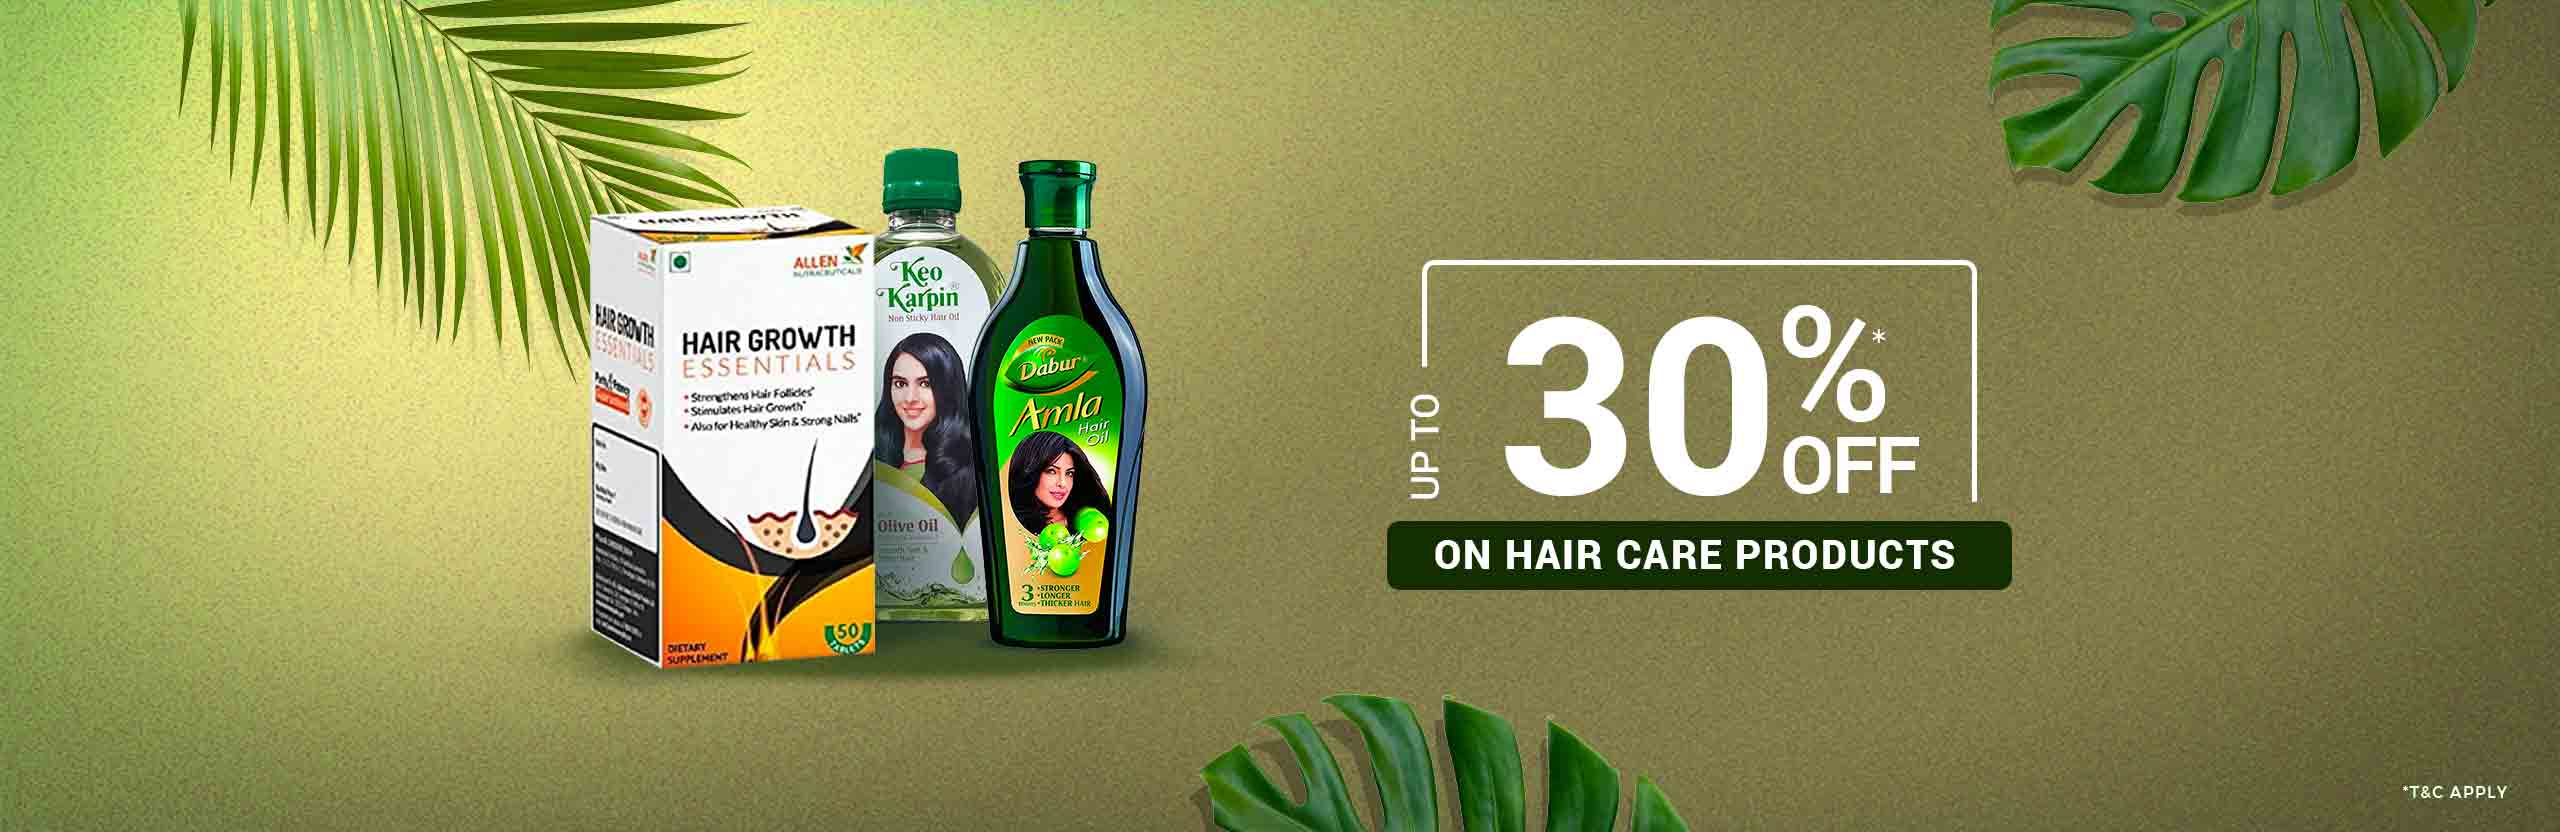 HAIR GROWTH
ALLEN
NUTRACEUTICALS
HAIR GROWTH
ESSENTIALS
HAIR GROWTH
ESSENTIALS
• Strengthens Hair Follicles*
• Stimulates Hair Growth*
• Also for Healthy Skin & Strong Nails*
50
TABLETS
DIETARY
SUPPLEMENT
Keo
Karpin®
Non Sticky Hair Oil
Olive Oil
NEW PACK
Dabur
Amla
Hair
Oil
3
• STRONGER
• LONGER
• THICKER HAIR
UP TO
30%*
OFF
ON HAIR CARE PRODUCTS
*T&C APPLY